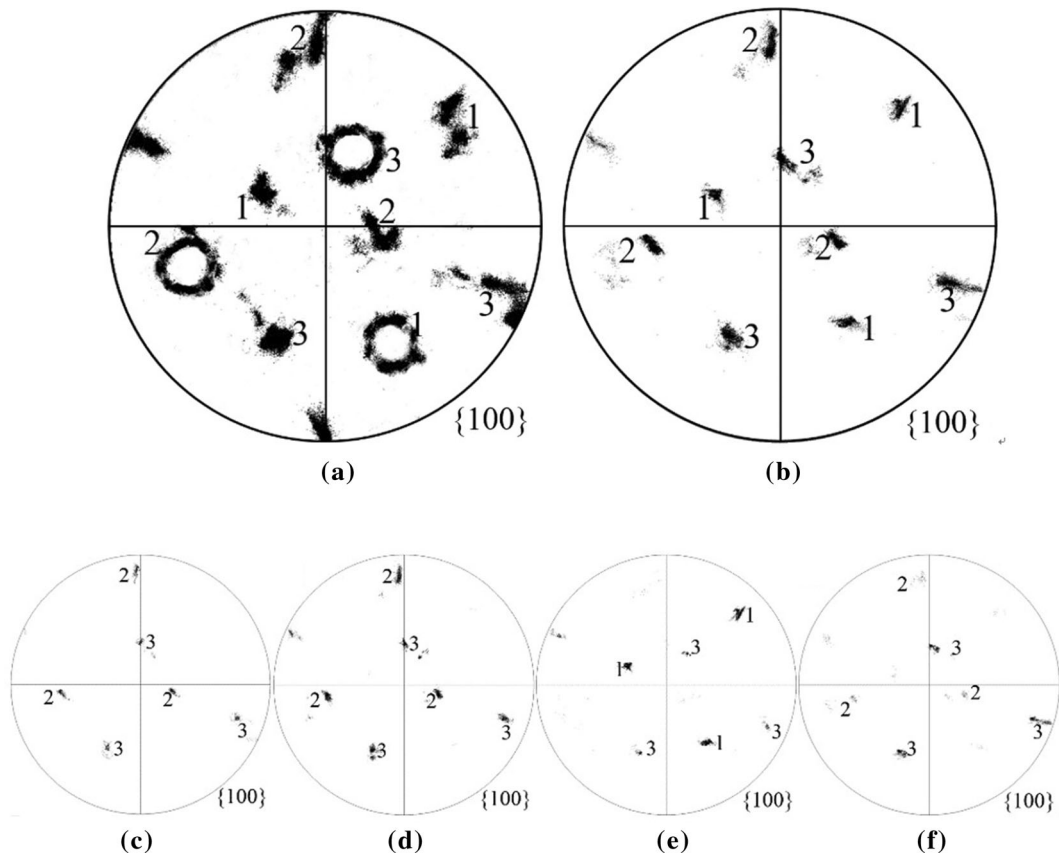 2 2
1 1
3 3
1 1
2 2
2 2 2
3 3
3 1 3 1
{100} {100}
(a) (b)
2 2 1 2
3 3 3 3
1
2 2 2 2 2 2
3 3 3 3
3 3 3 1 3
{100} {100} {100} {100}
(c) (d) (e) (f)